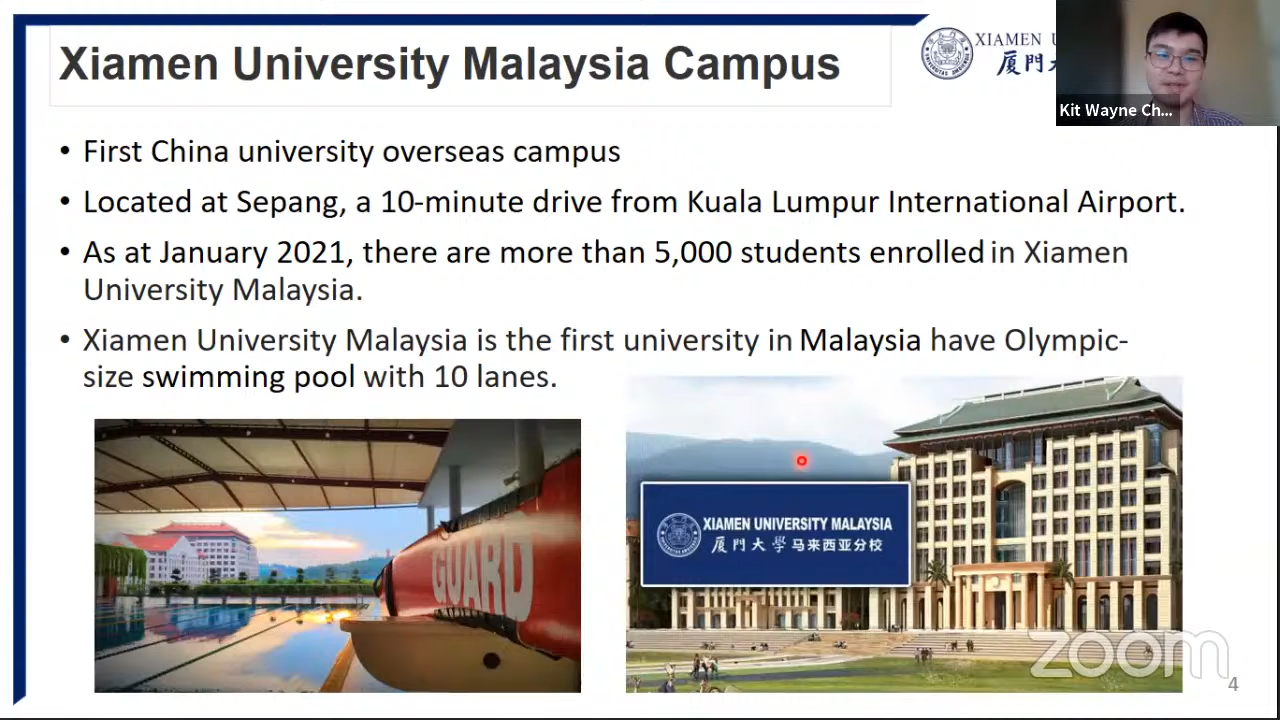 Xiamen University Malaysia Campus
XIAMEN U
厦門大
Kit Wayne Ch...
• First China university overseas campus
• Located at Sepang, a 10-minute drive from Kuala Lumpur International Airport.
• As at January 2021, there are more than 5,000 students enrolled in Xiamen
University Malaysia.
• Xiamen University Malaysia is the first university in Malaysia have Olympic-
size swimming pool with 10 lanes.
GUARD
XIAMEN UNIVERSITY MALAYSIA
厦門大學马来西亚分校
zoom
4